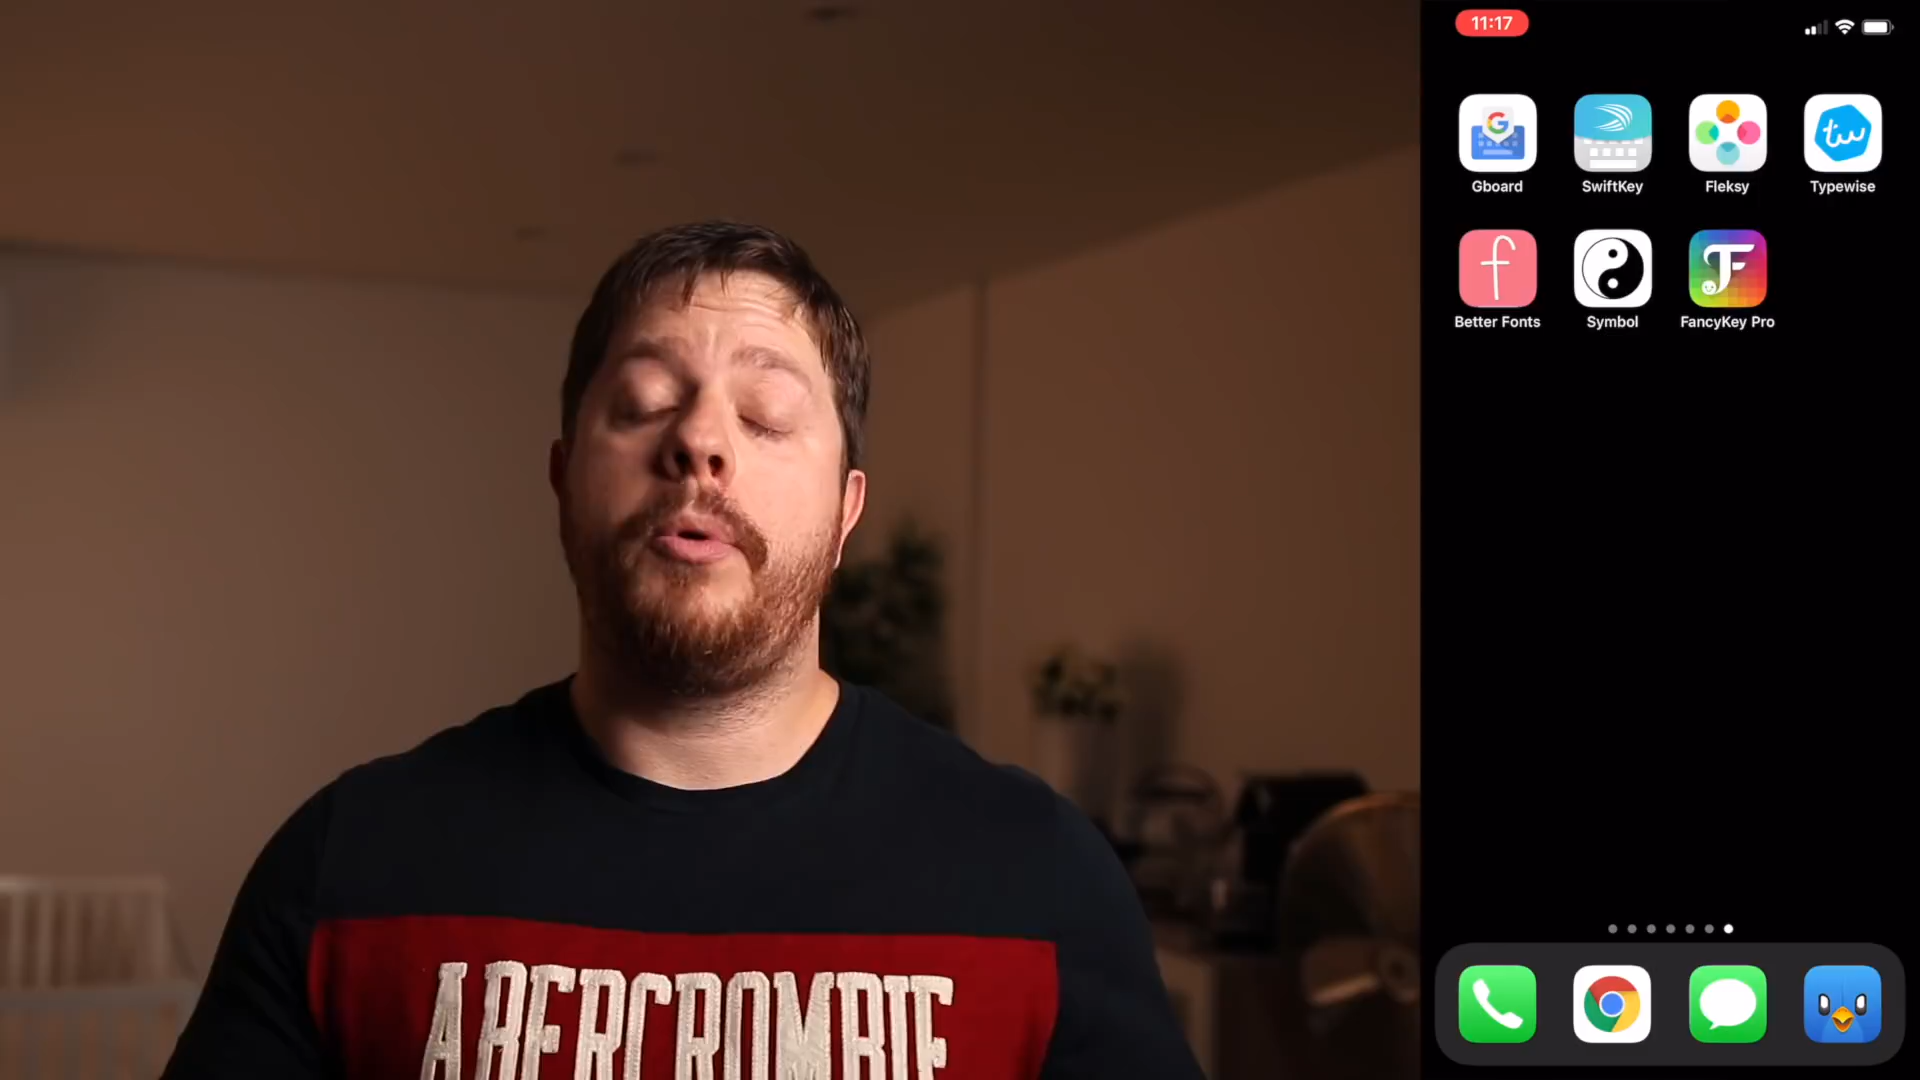 11:17
Gboard SwiftKey Fleksy Typewise
Better Fonts Symbol FancyKey Pro
ABERCROMBIE